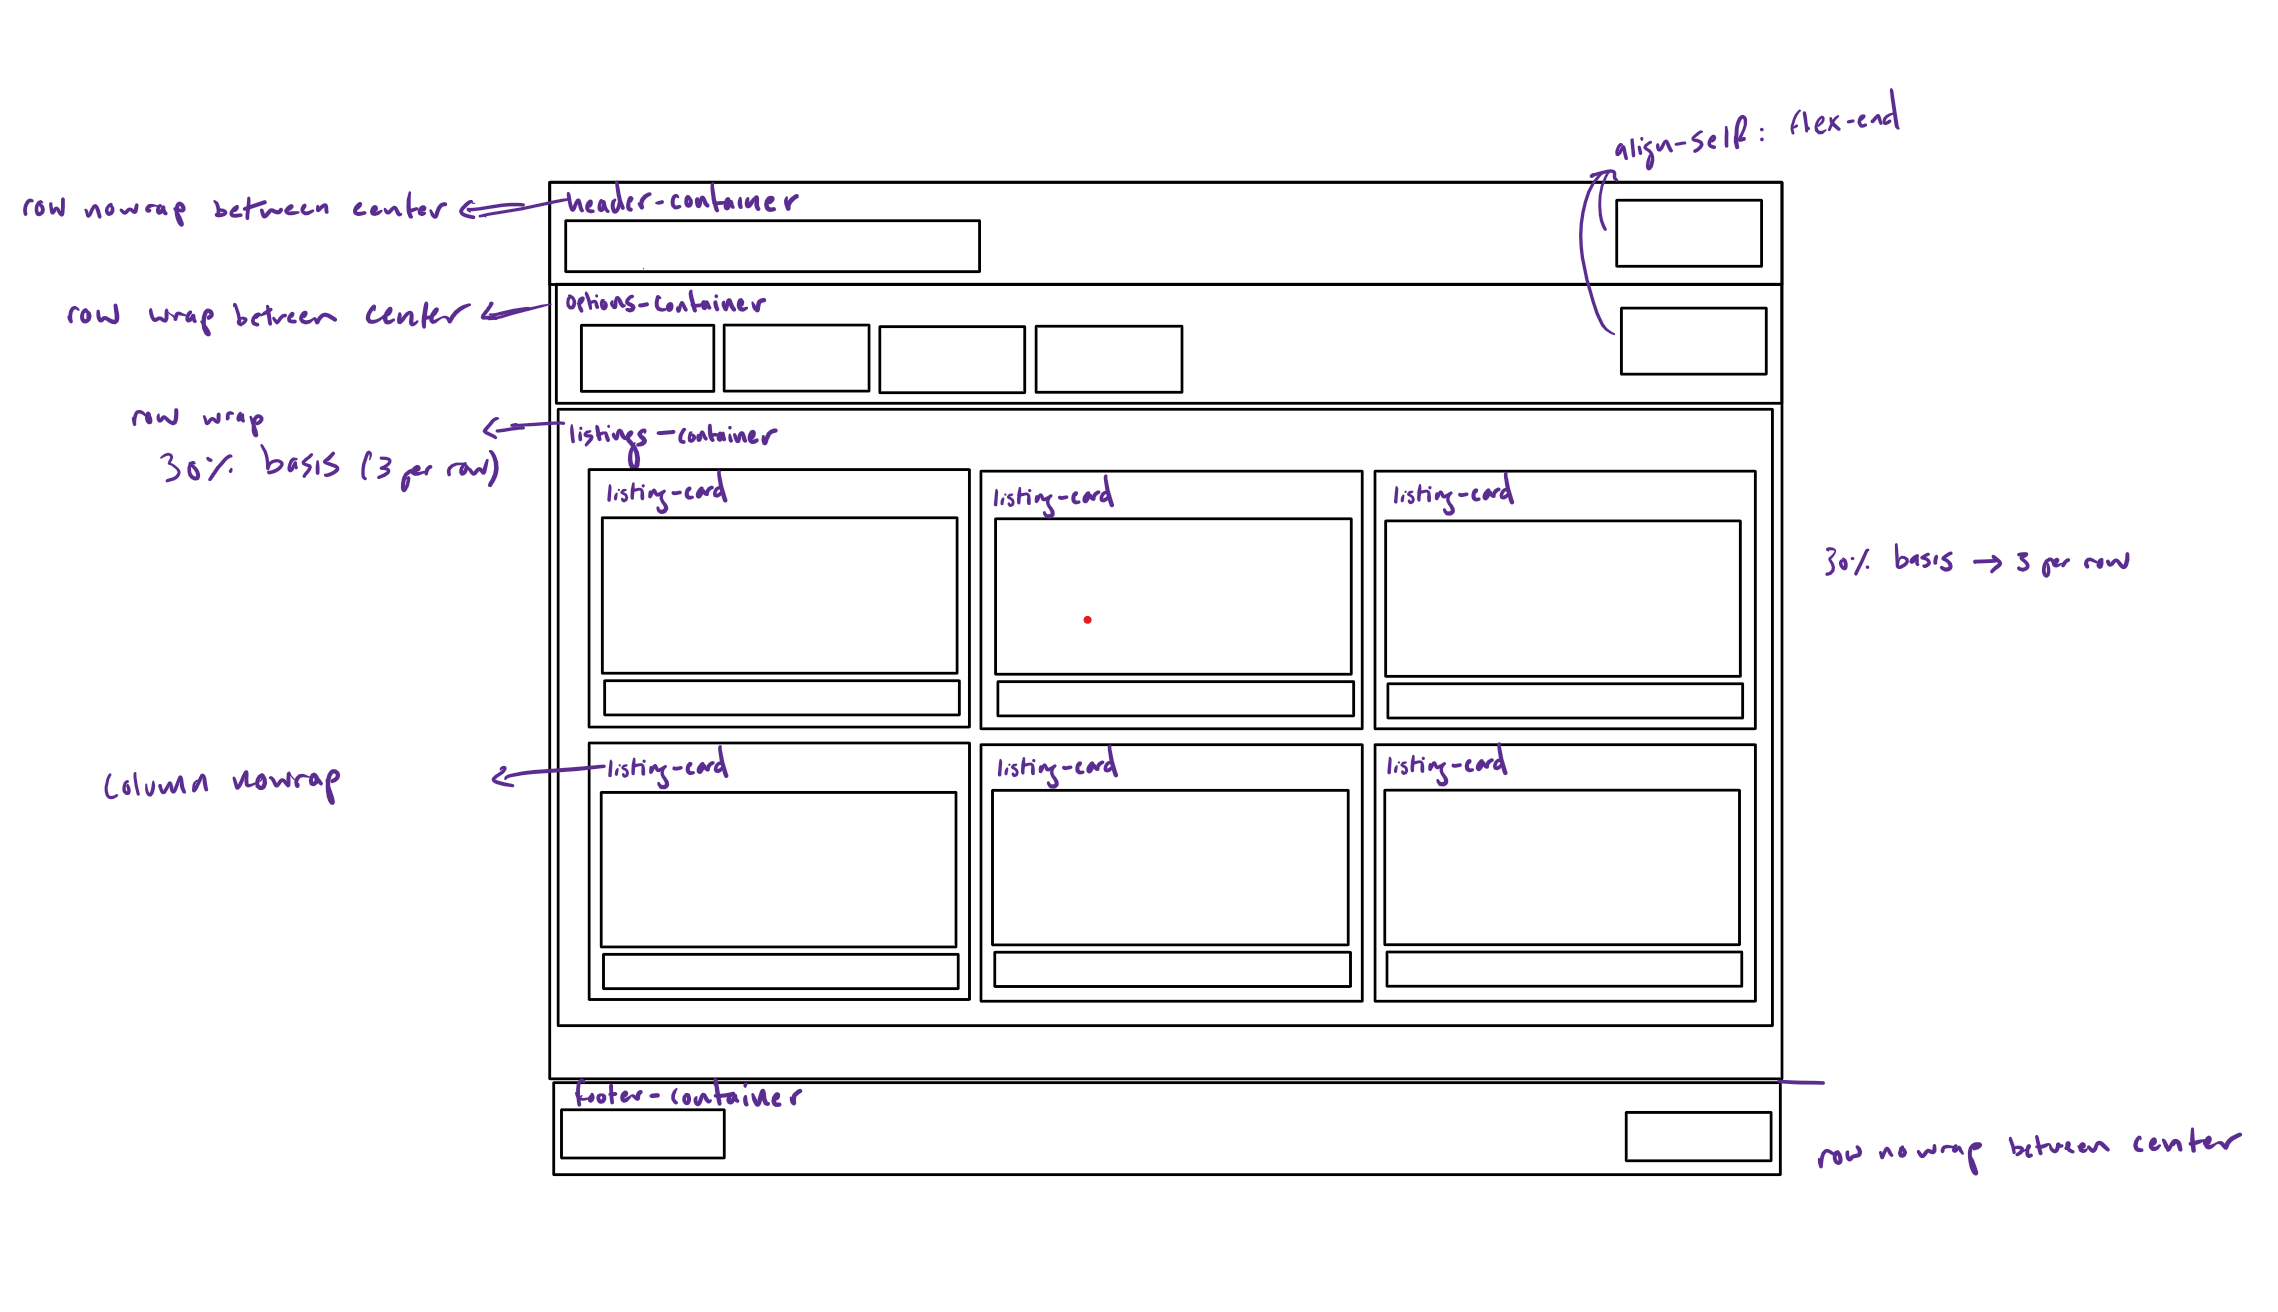 align-self: flex-end
row nowrap between center
header-container
row wrap between center
options-container
row wrap
30% basis (3 per row)
listings-container
listing-card
listing-card
listing-card
30% basis → 3 per row
column nowrap
listing-card
listing-card
listing-card
footer-container
row nowrap between center